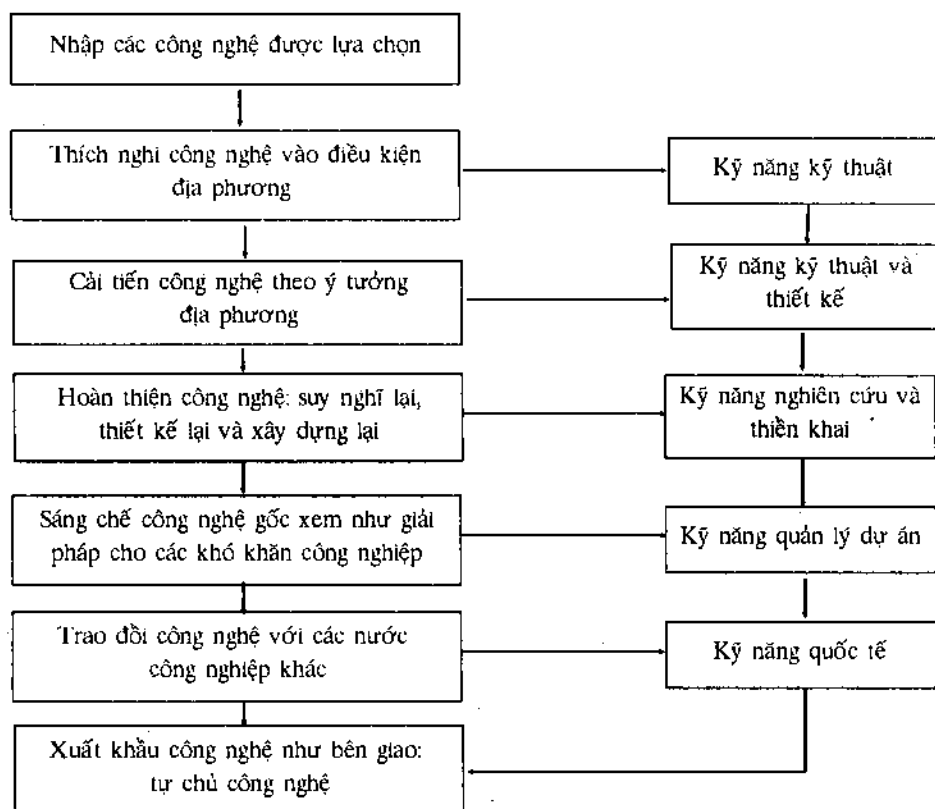 Nhập các công nghệ được lựa chọn
Thích nghi công nghệ vào điều kiện
địa phương
Kỹ năng kỹ thuật
Cải tiến công nghệ theo ý tưởng
địa phương
Kỹ năng kỹ thuật và
thiết kế
Hoàn thiện công nghệ: suy nghĩ lại,
thiết kế lại và xây dựng lại
Kỹ năng nghiên cứu và
thiền khai
Sáng chế công nghệ gốc xem như giải
pháp cho các khó khăn công nghiệp
Kỹ năng quản lý dự án
Trao đồi công nghệ với các nước
công nghiệp khác
Kỹ năng quốc tế
Xuất khẩu công nghệ như bên giao:
tự chủ công nghệ